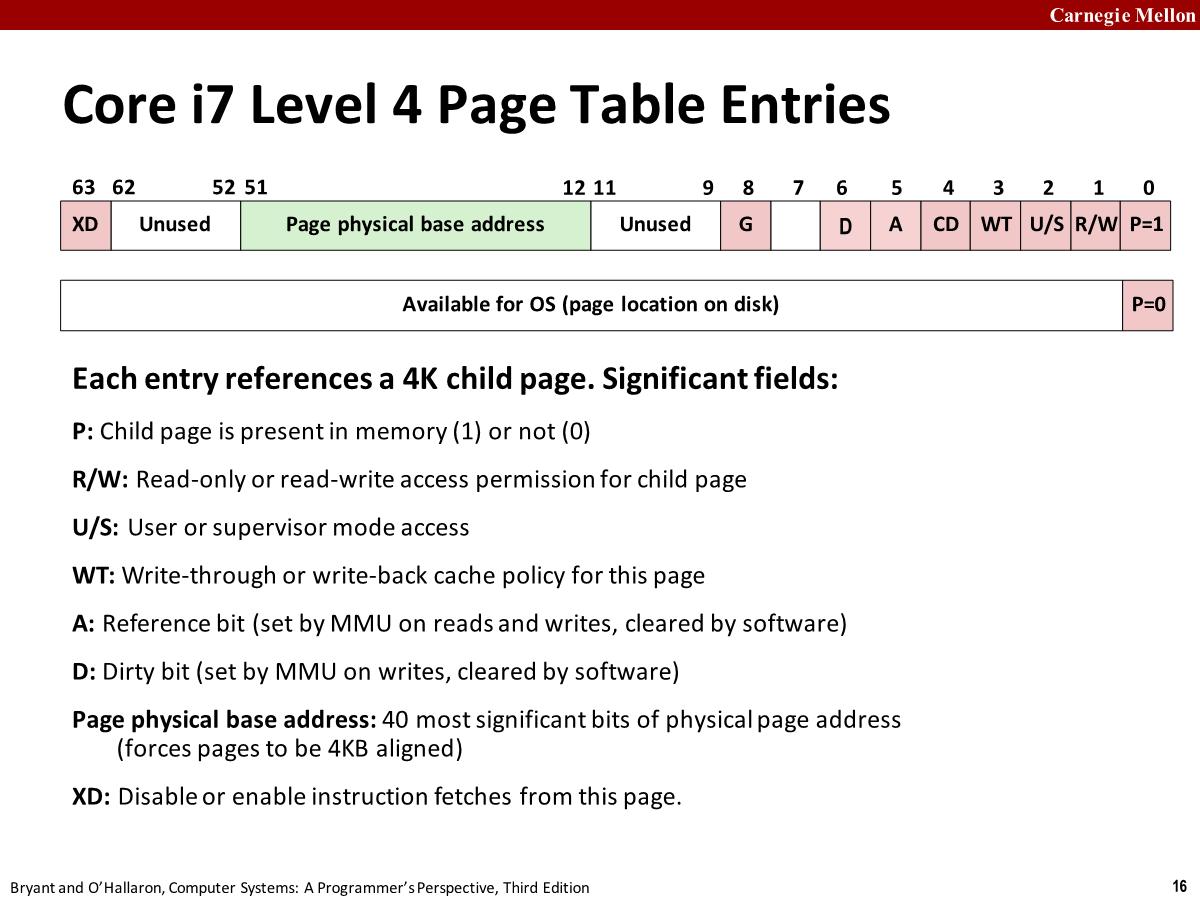 Carnegie Mellon
Core i7 Level 4 Page Table Entries
63 62 52 51 12 11 9 8 7 6 5 4 3 2 1 0
XD Unused Page physical base address Unused G D A CD WT U/S R/W P=1
Available for OS (page location on disk) P=0
Each entry references a 4K child page. Significant fields:
P: Child page is present in memory (1) or not (0)
R/W: Read-only or read-write access permission for child page
U/S: User or supervisor mode access
WT: Write-through or write-back cache policy for this page
A: Reference bit (set by MMU on reads and writes, cleared by software)
D: Dirty bit (set by MMU on writes, cleared by software)
Page physical base address: 40 most significant bits of physical page address
(forces pages to be 4KB aligned)
XD: Disable or enable instruction fetches from this page.
Bryant and O’Hallaron, Computer Systems: A Programmer’s Perspective, Third Edition 16